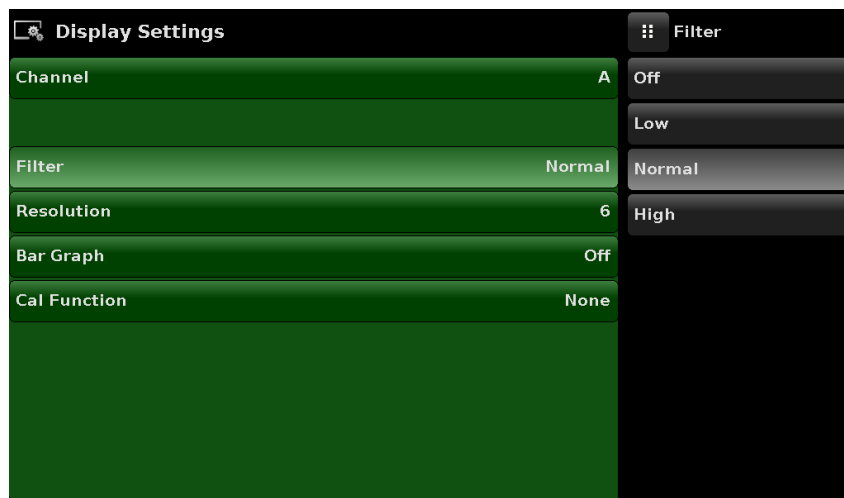 Display Settings
Channel A
Filter Normal
Resolution 6
Bar Graph Off
Cal Function None
Filter
Off
Low
Normal
High